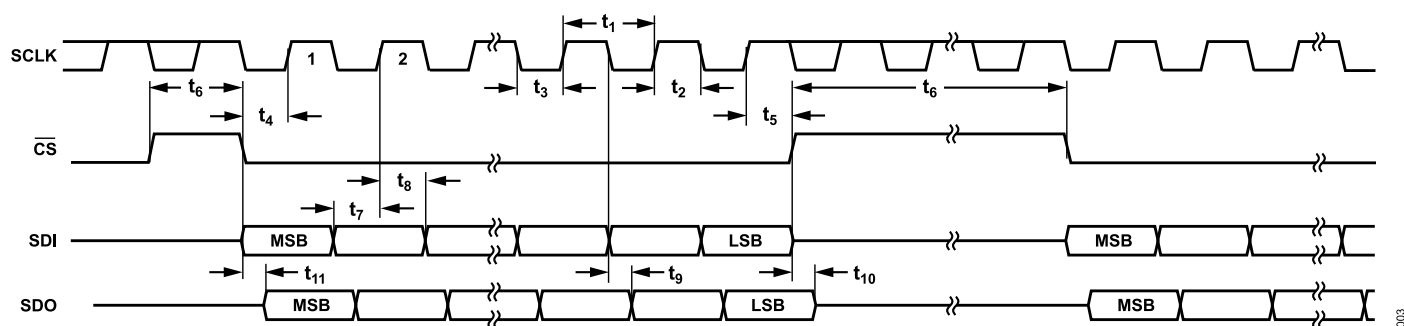 t1
SCLK 1 2
t3 t2
t6 t4 t5 t6
CS
t8
t7
SDI MSB LSB MSB
t11 t9 t10
SDO MSB LSB MSB
003